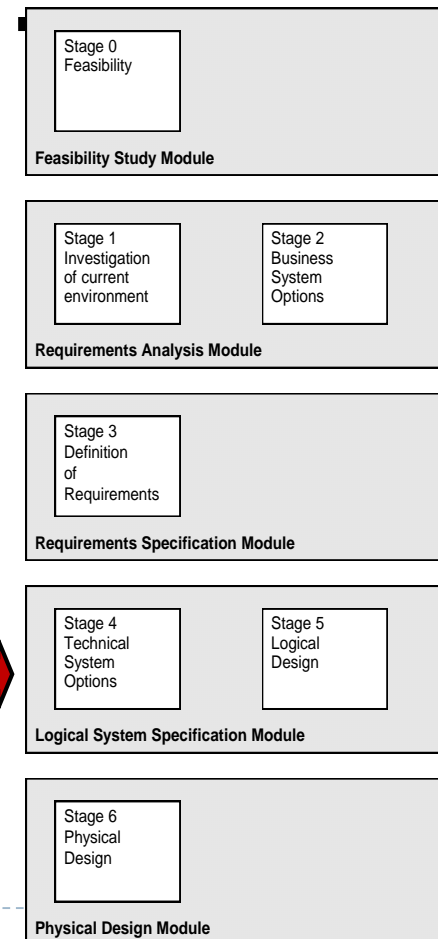 Stage 0
Feasibility
Feasibility Study Module
Stage 1
Investigation
of current
environment
Stage 2
Business
System
Options
Requirements Analysis Module
Stage 3
Definition
of
Requirements
Requirements Specification Module
Stage 4
Technical
System
Options
Stage 5
Logical
Design
Logical System Specification Module
Stage 6
Physical
Design
Physical Design Module